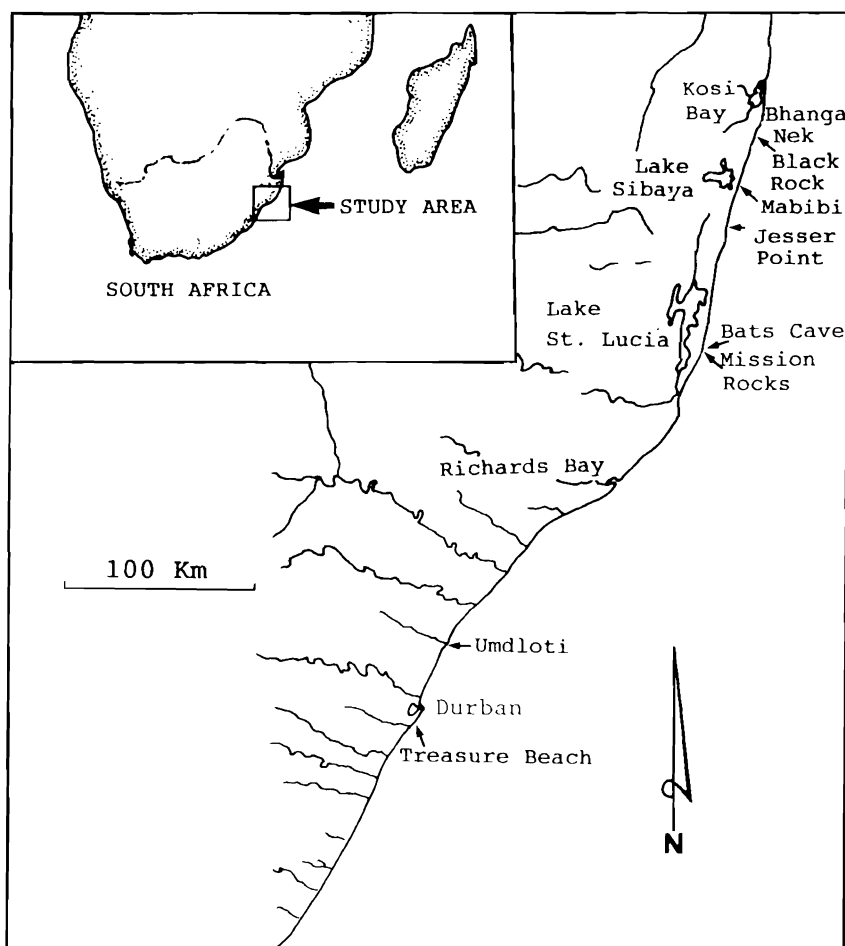 STUDY AREA
SOUTH AFRICA
Kosi
Bay
Bhanga
Nek
Black
Rock
Lake
Sibaya
Mabibi
Jesser
Point
Lake
St. Lucia
Bats Cave
Mission
Rocks
Richards Bay
100 Km
Umdloti
Durban
Treasure Beach
N